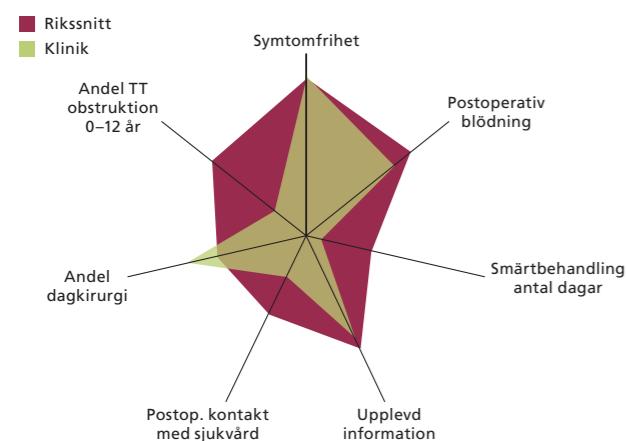 Rikssnitt
Klinik
Symtomfrihet
Andel TT
obstruktion
0–12 år
Postoperativ
blödning
Andel
dagkirurgi
Smärtbehandling
antal dagar
Postop. kontakt
med sjukvård
Upplevd
information